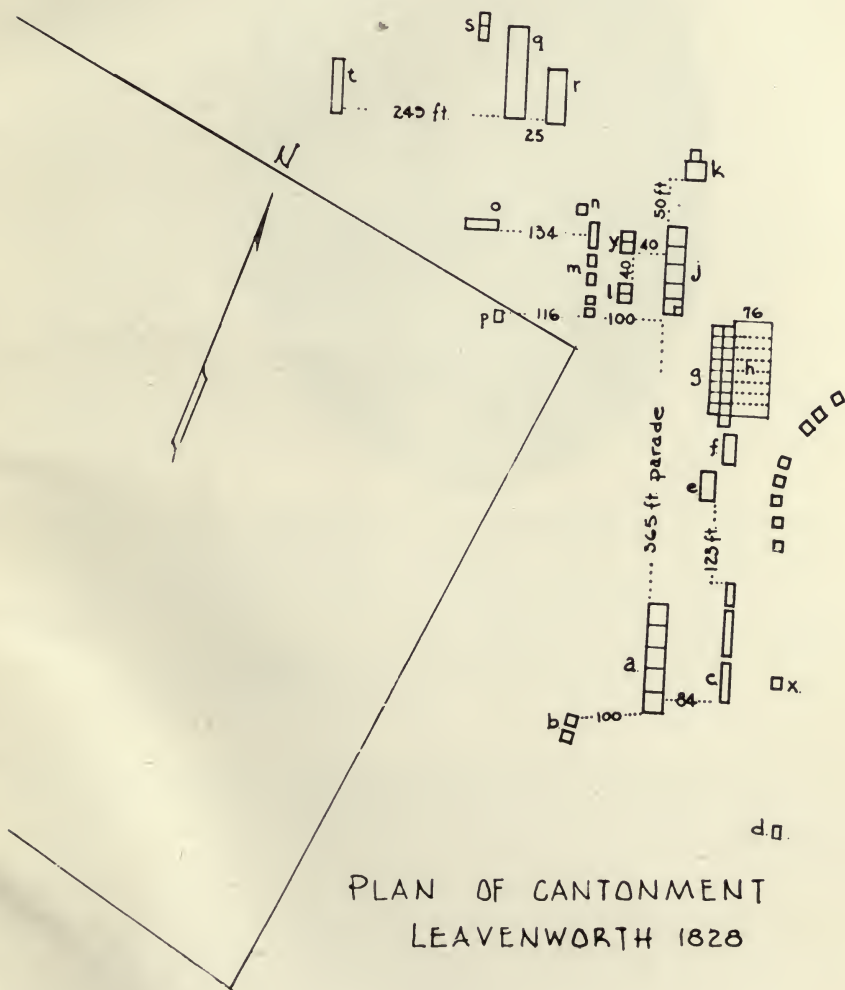 s q
t r
249 ft.
25
N
k
50 ft
o n
134 y 40
m 40 j
l
p 116 100
76
g h
f
365 ft parade
e
123 ft.
a
c x.
84
b 100
d.
PLAN OF CANTONMENT
LEAVENWORTH 1828